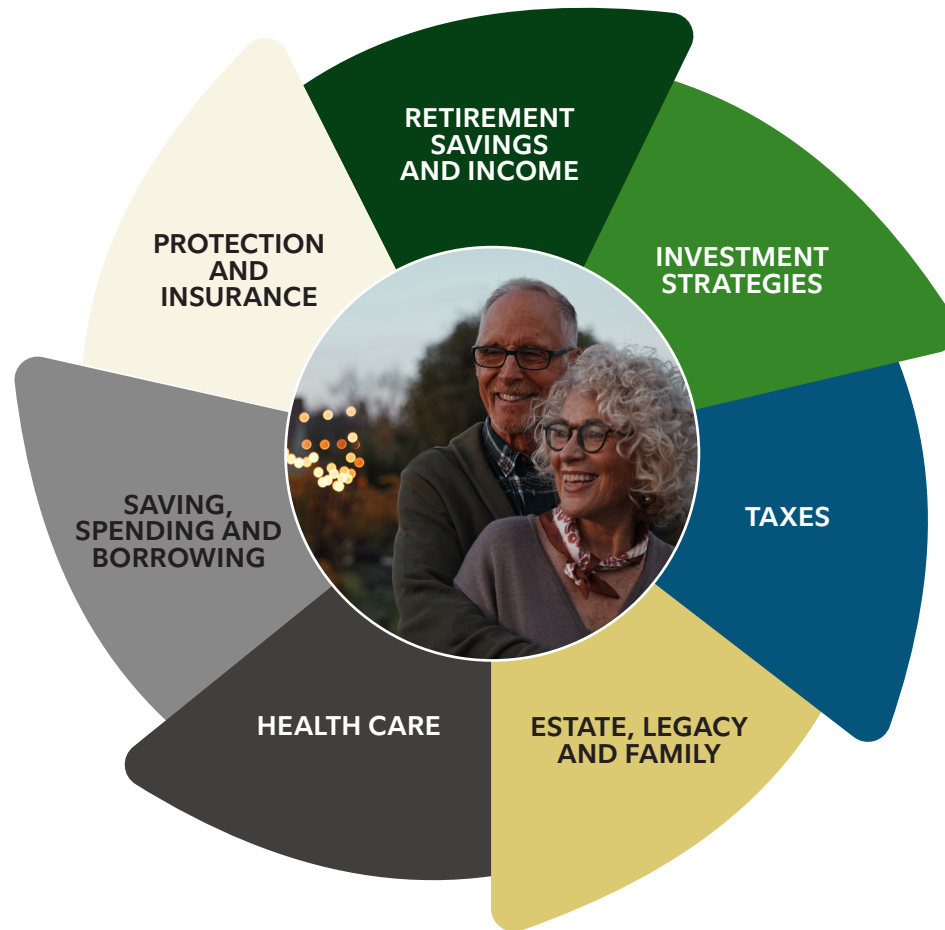 RETIREMENT
SAVINGS
AND INCOME
INVESTMENT
STRATEGIES
TAXES
ESTATE, LEGACY
AND FAMILY
HEALTH CARE
SAVING,
SPENDING AND
BORROWING
PROTECTION
AND
INSURANCE